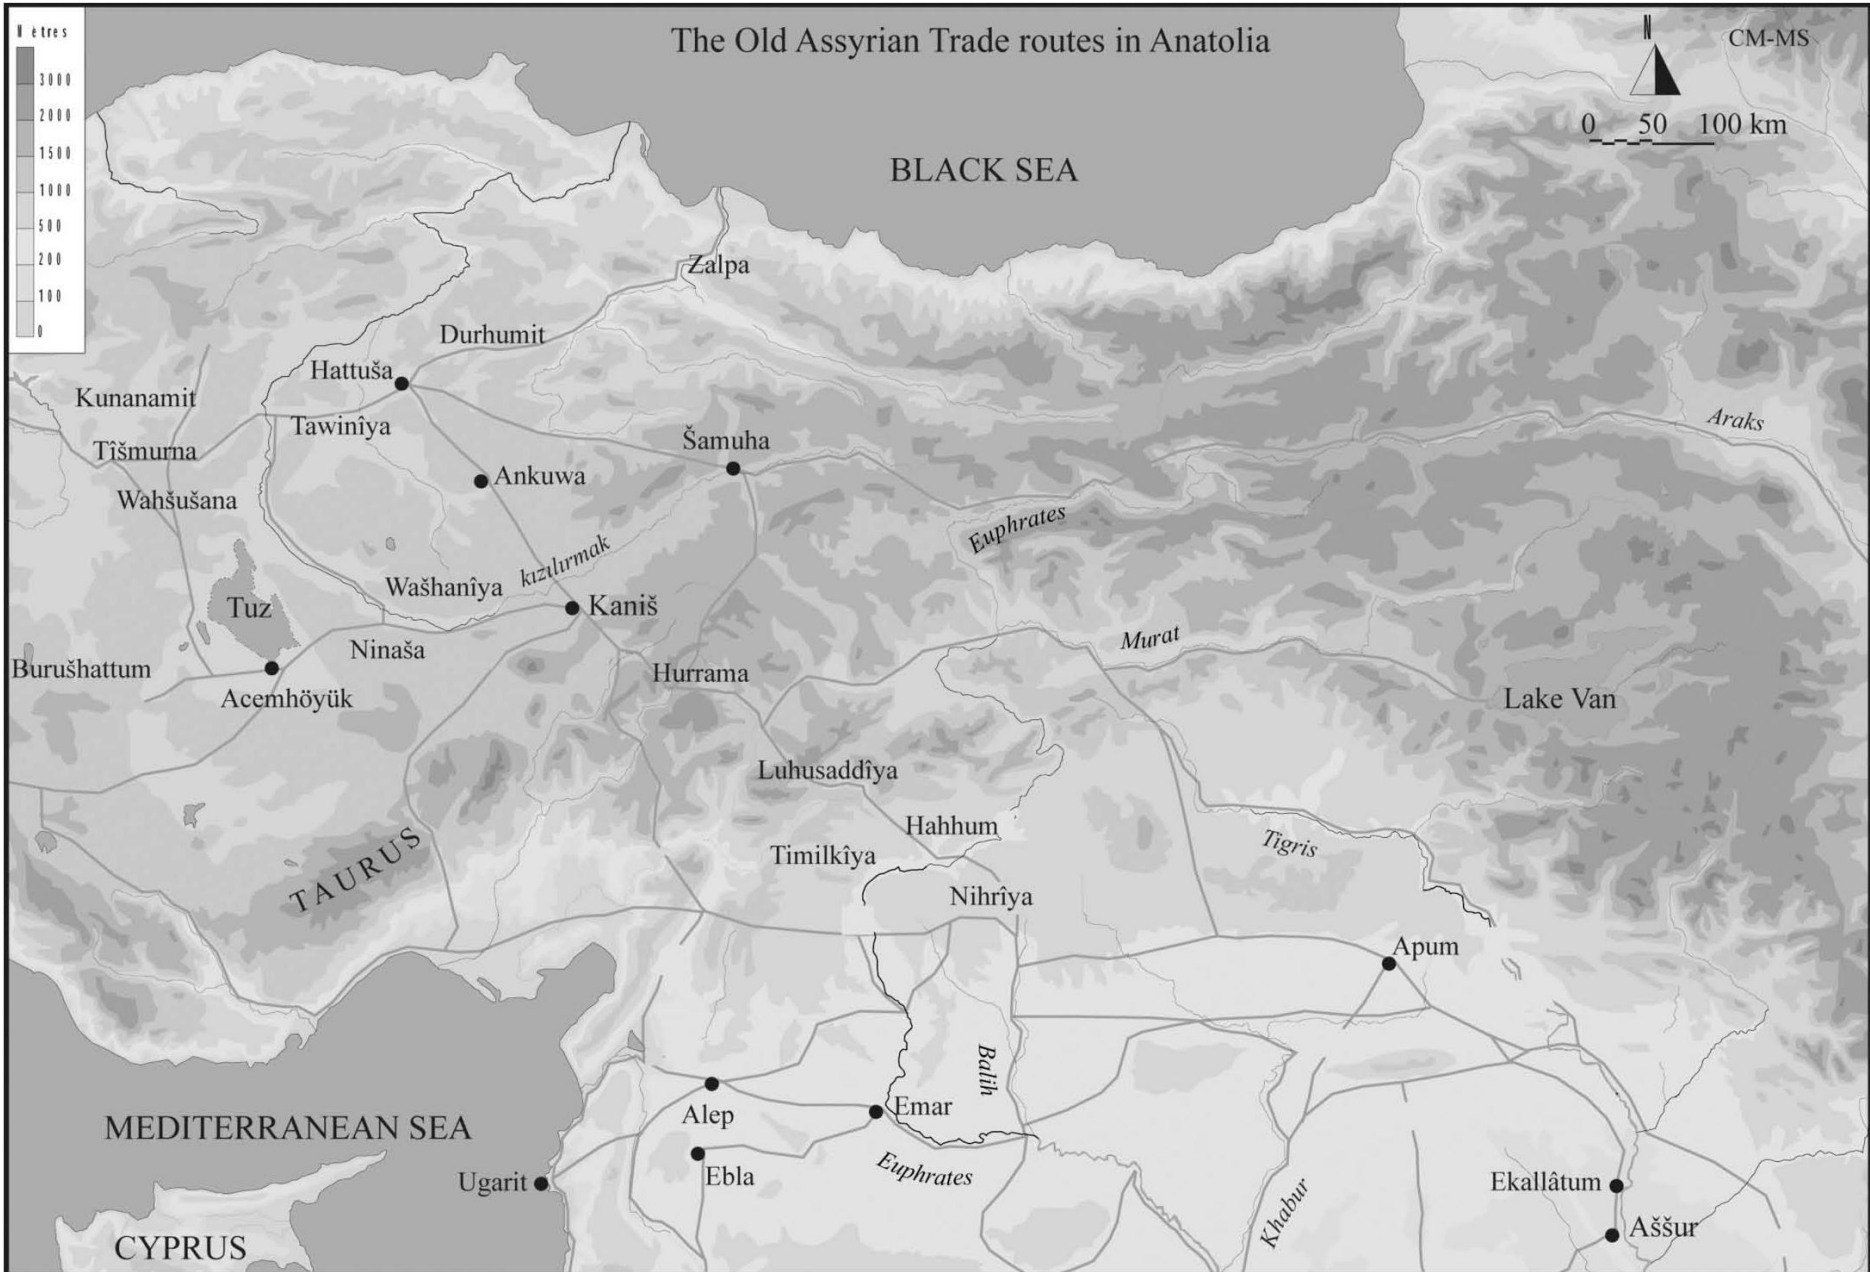 Mètres
3000
2000
1500
1000
500
200
100
0
The Old Assyrian Trade routes in Anatolia
N
CM-MS
0 50 100 km
BLACK SEA
Zalpa
Durhumit
Hattuša
Kunanamit
Tawinîya
Araks
Tîšmurna
Šamuha
Ankuwa
Wahšušana
Euphrates
kızılırmak
Wašhanîya
Tuz
Kaniš
Murat
Ninaša
Burušhattum
Hurrama
Acemhöyük
Lake Van
Luhusaddîya
Hahhum
TAURUS
Timilkîya
Tigris
Nihrîya
Apum
Balih
Alep
Emar
MEDITERRANEAN SEA
Ugarit
Ebla
Euphrates
Ekallâtum
Khabur
Aššur
CYPRUS